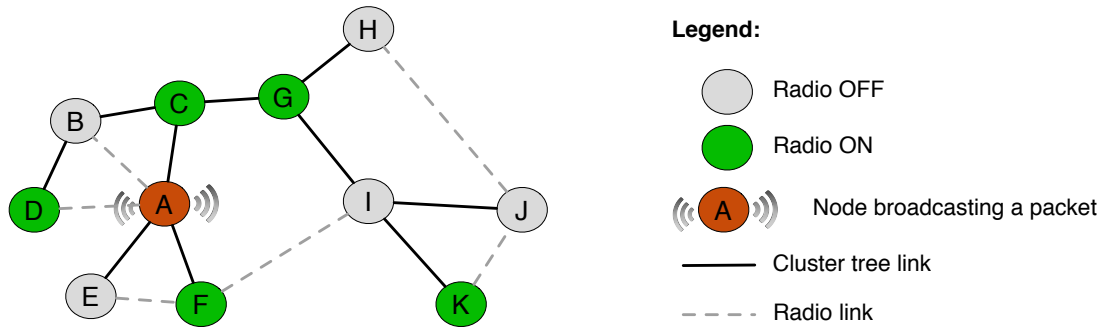 H
G
C
B
A
D
I
J
E
F
K
Legend:
Radio OFF
Radio ON
A
Node broadcasting a packet
Cluster tree link
Radio link